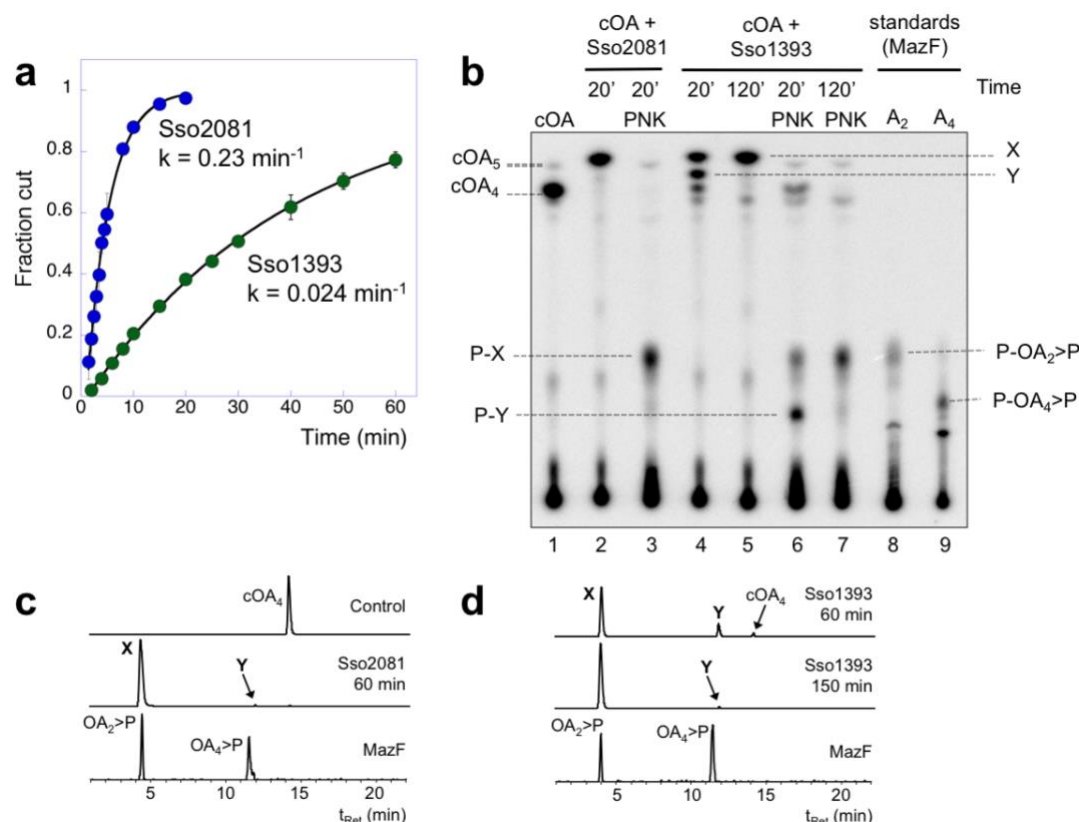 a
Fraction cut
1
0.8
0.6
0.4
0.2
0
0 10 20 30 40 50 60
Time (min)
Sso2081
k = 0.23 min⁻¹
Sso1393
k = 0.024 min⁻¹
b
cOA +
Sso2081
cOA +
Sso1393
standards
(MazF)
20' 20' 20' 120' 20' 120' Time
cOA PNK PNK PNK A₂ A₄
cOA₅
cOA₄
X
Y
P-X
P-Y
P-OA₂>P
P-OA₄>P
1 2 3 4 5 6 7 8 9
c
cOA₄
Control
X
Y
Sso2081
60 min
OA₂>P
OA₄>P
MazF
5 10 15 20
tRet (min)
d
X
Y
cOA₄
Sso1393
60 min
Y
Sso1393
150 min
OA₂>P
OA₄>P
MazF
5 10 15 20
tRet (min)